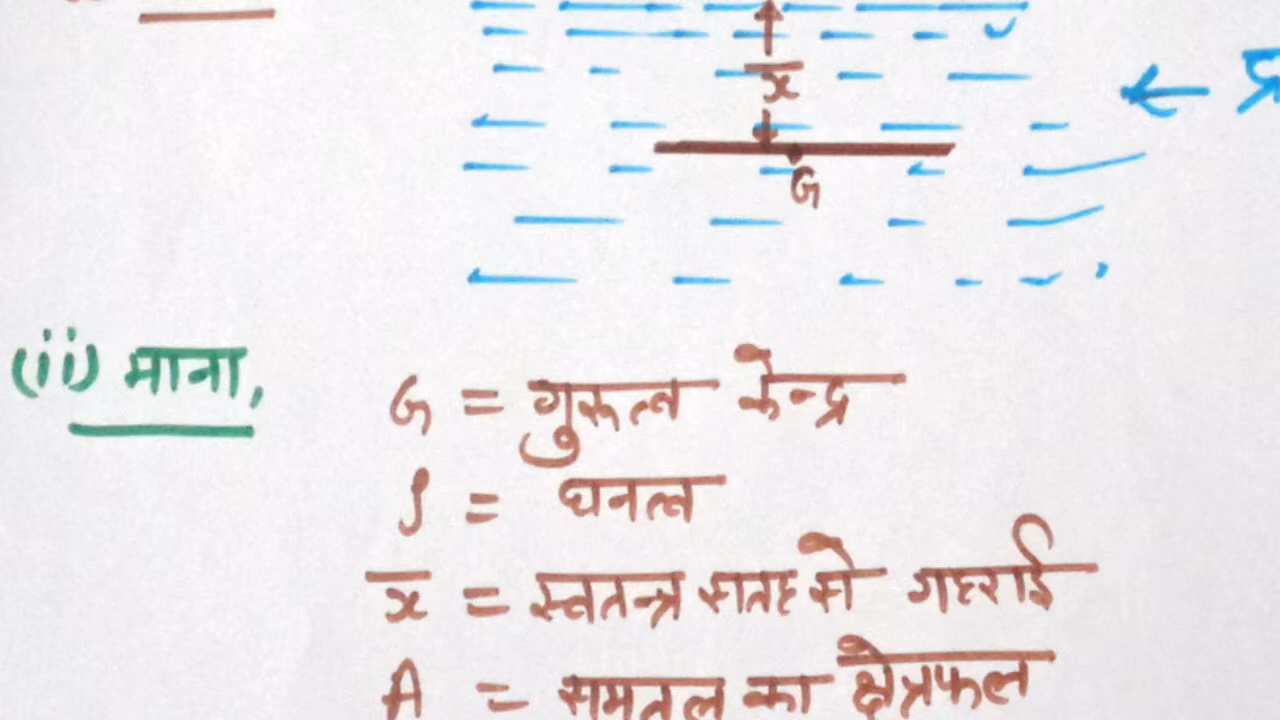 x̄
G
(ii) माना,
G = गुरुत्व केन्द्र
ρ = घनत्व
x̄ = स्वतन्त्र सतह से गहराई
A = समतल का क्षेत्रफल